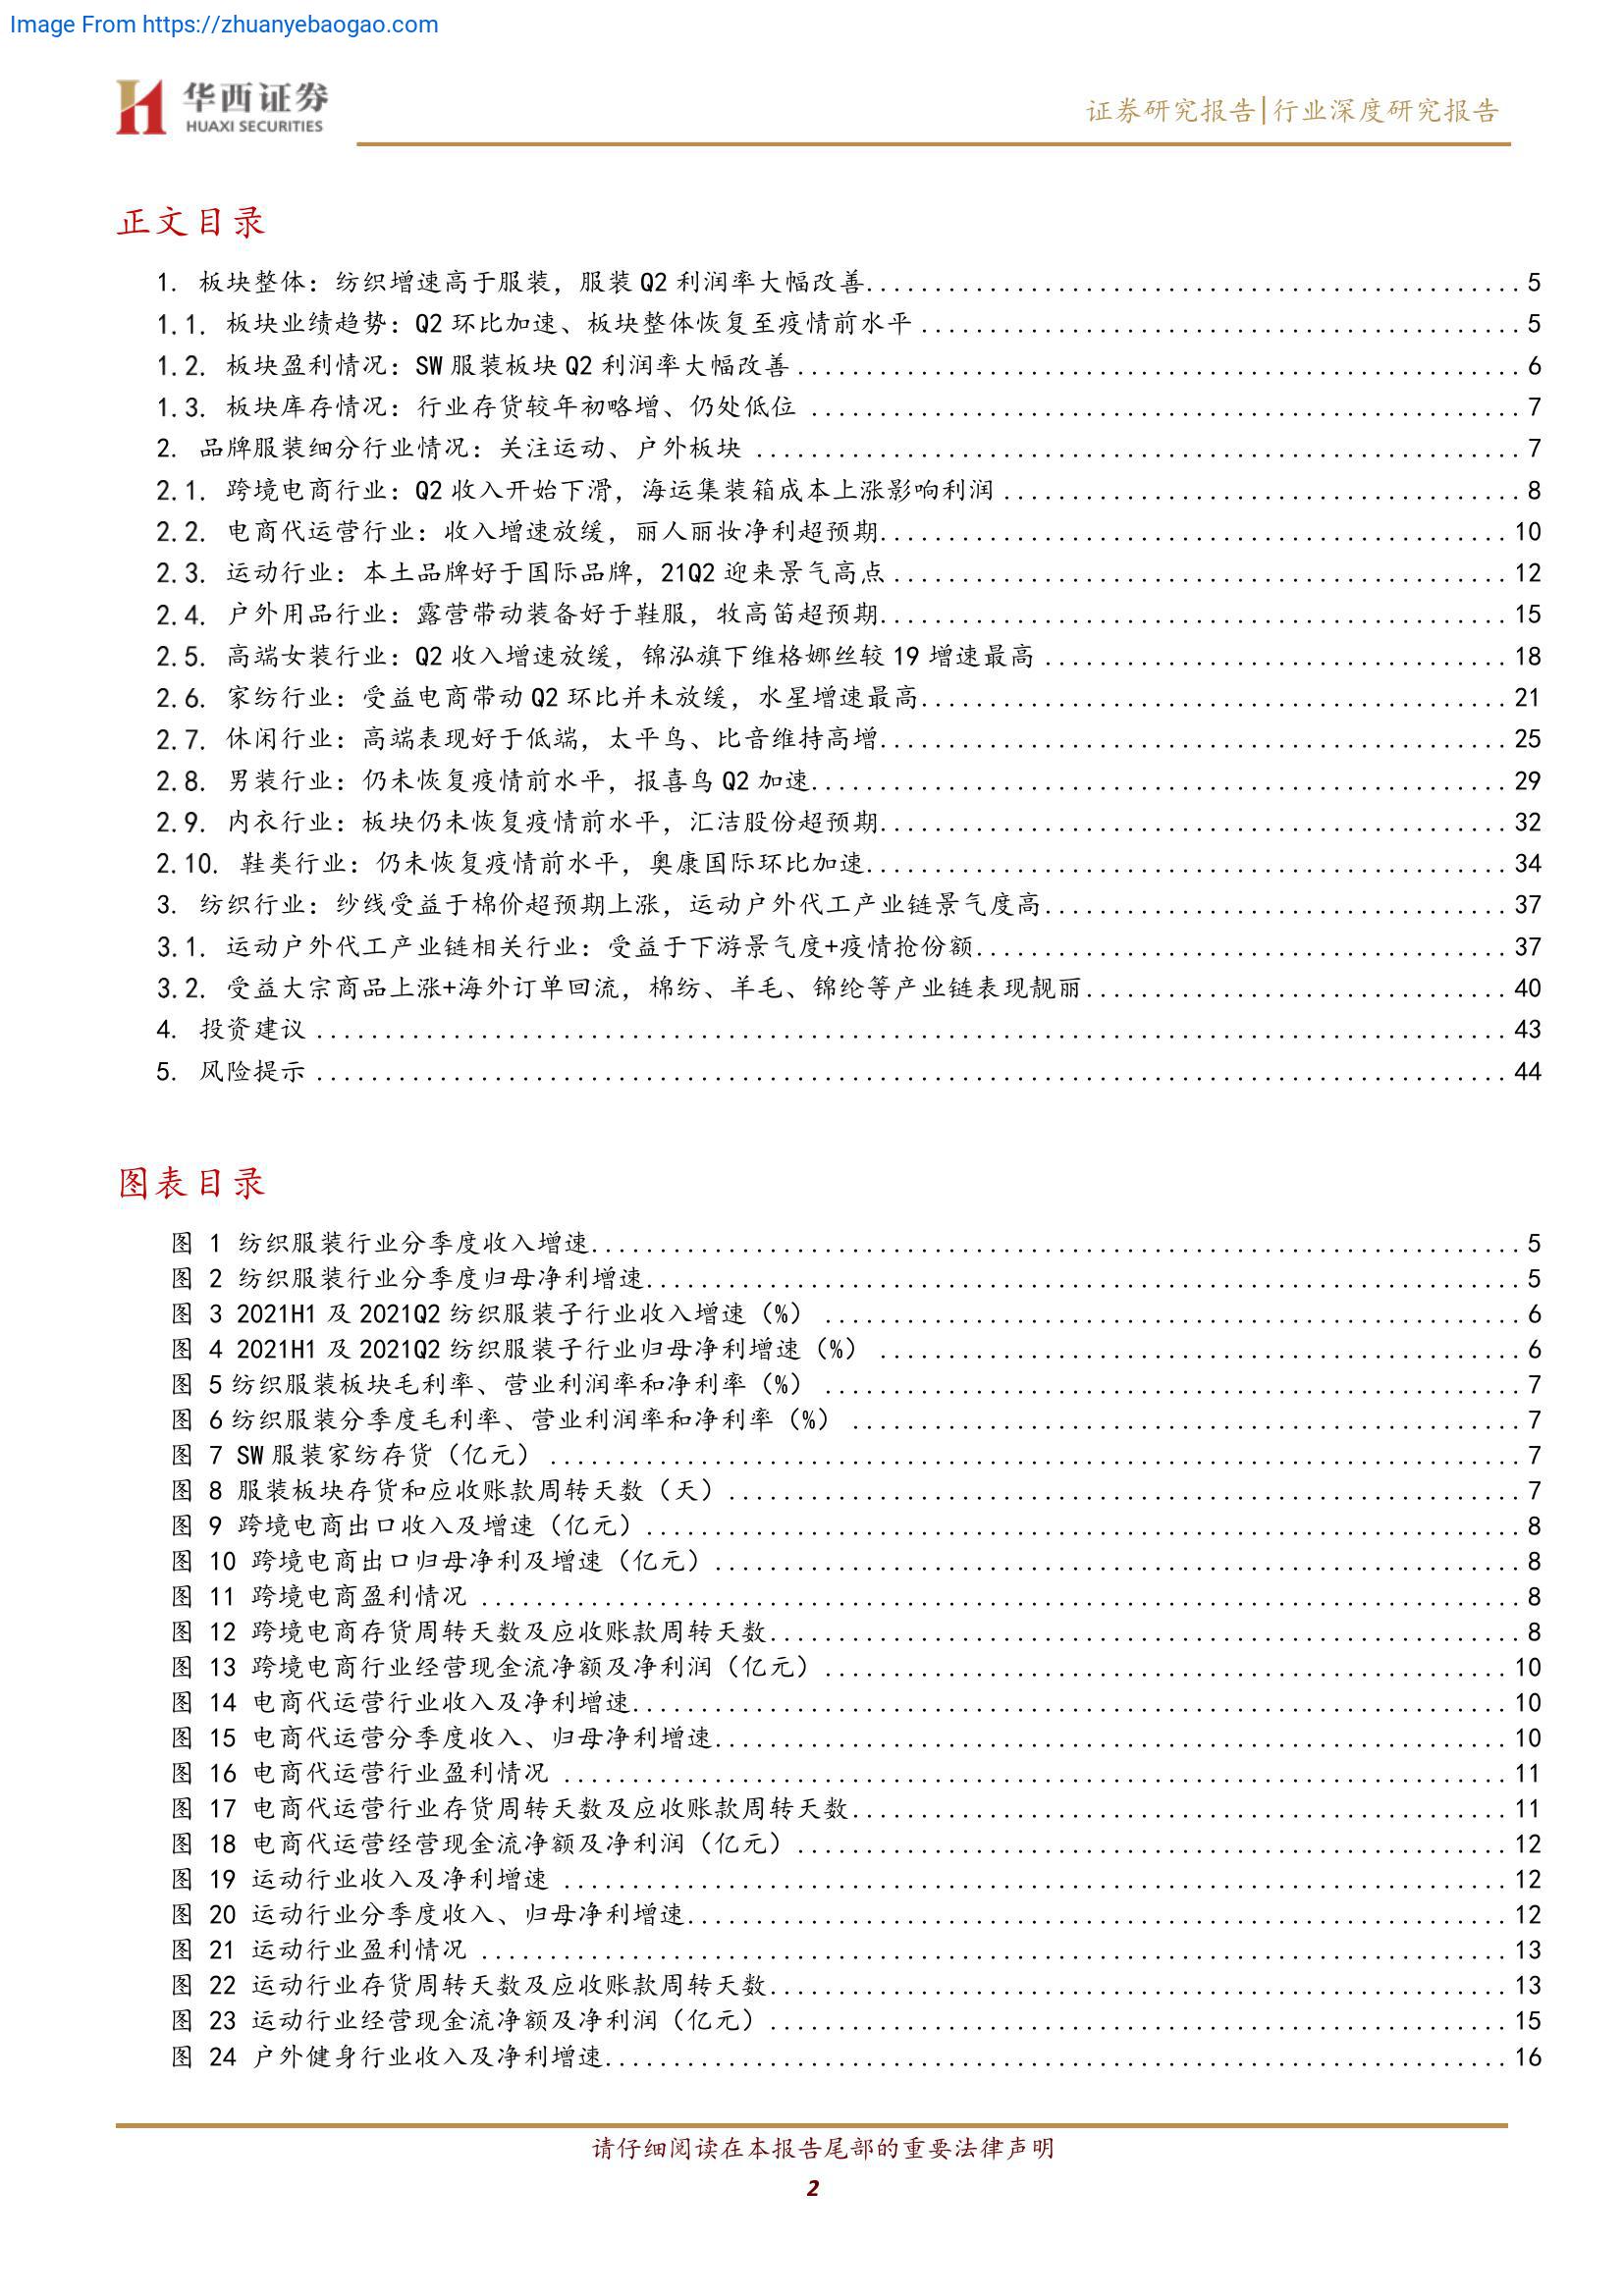 Image From https://zhuanyebaogao.com
华西证券
HUAXI SECURITIES
证券研究报告|行业深度研究报告
正文目录
1. 板块整体：纺织增速高于服装，服装 Q2 利润率大幅改善................................................ 5
1.1. 板块业绩趋势：Q2 环比加速、板块整体恢复至疫情前水平............................................ 5
1.2. 板块盈利情况：SW 服装板块 Q2 利润率大幅改善..................................................... 6
1.3. 板块库存情况：行业存货较年初略增、仍处低位.................................................... 7
2. 品牌服装细分行业情况：关注运动、户外板块........................................................ 7
2.1. 跨境电商行业：Q2 收入开始下滑，海运集装箱成本上涨影响利润...................................... 8
2.2. 电商代运营行业：收入增速放缓，丽人丽妆净利超预期.............................................. 10
2.3. 运动行业：本土品牌好于国际品牌，21Q2 迎来景气高点............................................. 12
2.4. 户外用品行业：露营带动装备好于鞋服，牧高笛超预期.............................................. 15
2.5. 高端女装行业：Q2 收入增速放缓，锦泓旗下维格娜丝较 19 增速最高.................................. 18
2.6. 家纺行业：受益电商带动 Q2 环比并未放缓，水星增速最高........................................... 21
2.7. 休闲行业：高端表现好于低端，太平鸟、比音维持高增.............................................. 25
2.8. 男装行业：仍未恢复疫情前水平，报喜鸟 Q2 加速................................................... 29
2.9. 内衣行业：板块仍未恢复疫情前水平，汇洁股份超预期.............................................. 32
2.10. 鞋类行业：仍未恢复疫情前水平，奥康国际环比加速............................................... 34
3. 纺织行业：纱线受益于棉价超预期上涨，运动户外代工产业链景气度高.................................. 37
3.1. 运动户外代工产业链相关行业：受益于下游景气度+疫情抢份额....................................... 37
3.2. 受益大宗商品上涨+海外订单回流，棉纺、羊毛、锦纶等产业链表现靓丽............................... 40
4. 投资建议........................................................................................ 43
5. 风险提示........................................................................................ 44
图表目录
图 1 纺织服装行业分季度收入增速..................................................................... 5
图 2 纺织服装行业分季度归母净利增速................................................................. 5
图 3 2021H1 及 2021Q2 纺织服装子行业收入增速（%）.................................................... 6
图 4 2021H1 及 2021Q2 纺织服装子行业归母净利增速（%）................................................ 6
图 5 纺织服装板块毛利率、营业利润率和净利率（%）.................................................... 7
图 6 纺织服装分季度毛利率、营业利润率和净利率（%）.................................................. 7
图 7 SW 服装家纺存货（亿元）........................................................................ 7
图 8 服装板块存货和应收账款周转天数（天）........................................................... 7
图 9 跨境电商出口收入及增速（亿元）................................................................. 8
图 10 跨境电商出口归母净利及增速（亿元）............................................................ 8
图 11 跨境电商盈利情况............................................................................. 8
图 12 跨境电商存货周转天数及应收账款周转天数........................................................ 8
图 13 跨境电商行业经营现金流净额及净利润（亿元）.................................................... 10
图 14 电商代运营行业收入及净利增速.................................................................. 10
图 15 电商代运营分季度收入、归母净利增速............................................................ 10
图 16 电商代运营行业盈利情况....................................................................... 11
图 17 电商代运营行业存货周转天数及应收账款周转天数.................................................. 11
图 18 电商代运营经营现金流净额及净利润（亿元）...................................................... 12
图 19 运动行业收入及净利增速....................................................................... 12
图 20 运动行业分季度收入、归母净利增速.............................................................. 12
图 21 运动行业盈利情况............................................................................. 13
图 22 运动行业存货周转天数及应收账款周转天数........................................................ 13
图 23 运动行业经营现金流净额及净利润（亿元）........................................................ 15
图 24 户外健身行业收入及净利增速.................................................................... 16
请仔细阅读在本报告尾部的重要法律声明
2